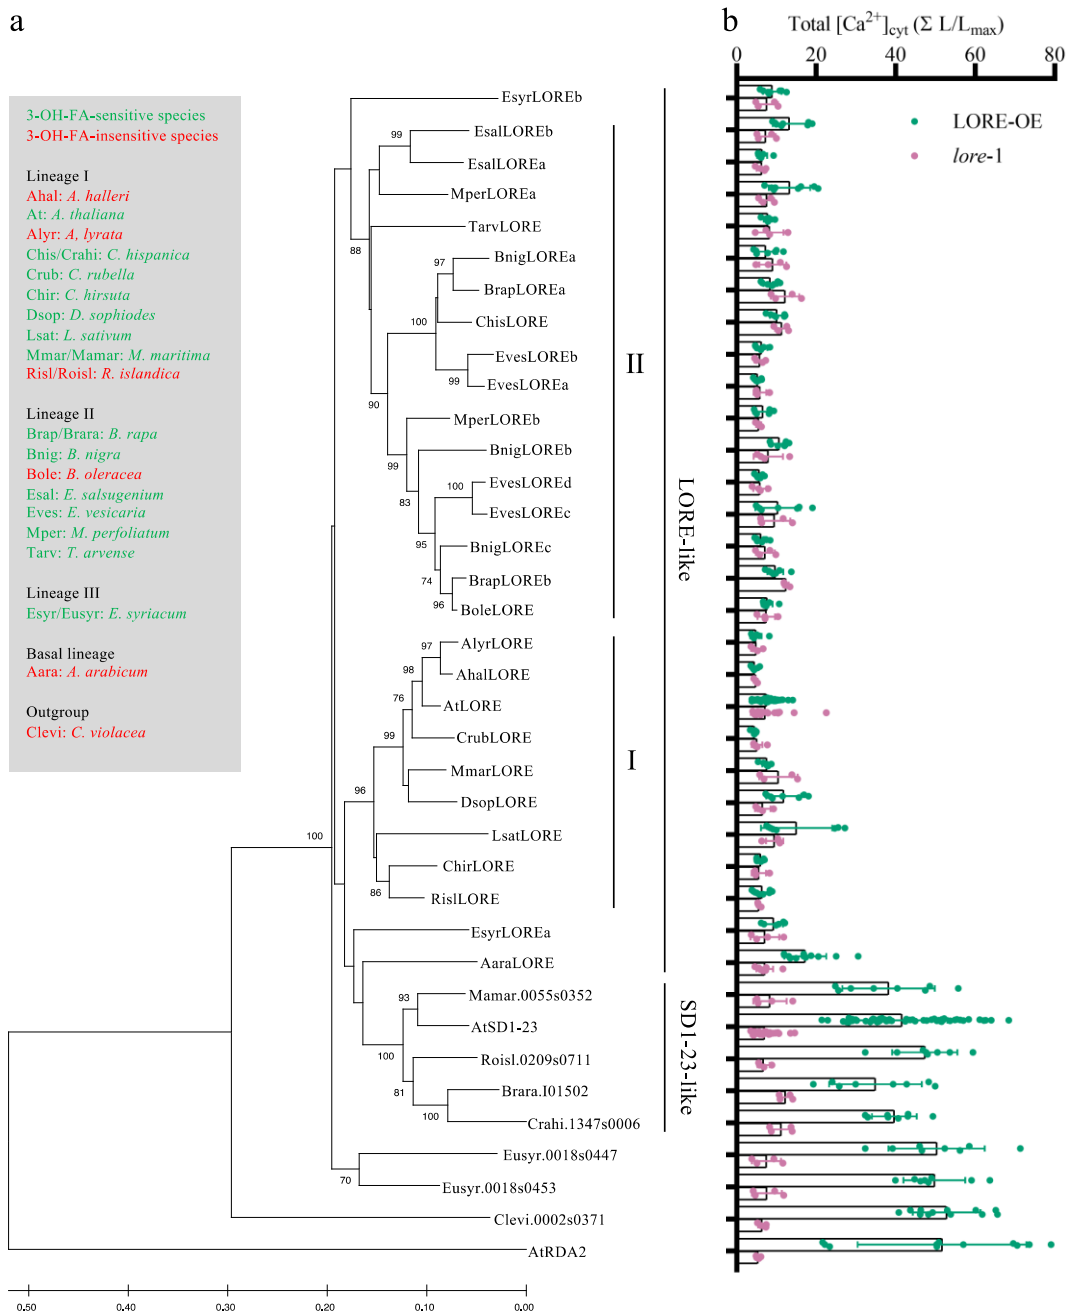 a
3-OH-FA-sensitive species
3-OH-FA-insensitive species
Lineage I
Ahal: A. halleri
At: A. thaliana
Alyr: A, lyrata
Chis/Crahi: C. hispanica
Crub: C. rubella
Chir: C. hirsuta
Dsop: D. sophiodes
Lsat: L. sativum
Mmar/Mamar: M. maritima
Risl/Roisl: R. islandica
Lineage II
Brap/Brara: B. rapa
Bnig: B. nigra
Bole: B. oleracea
Esal: E. salsugenium
Eves: E. vesicaria
Mper: M. perfoliatum
Tarv: T. arvense
Lineage III
Esyr/Eusyr: E. syriacum
Basal lineage
Aara: A. arabicum
Outgroup
Clevi: C. violacea
EsyrLOREb
99 EsalLOREb
EsalLOREa
MperLOREa
88 TarvLORE
97 BnigLOREa
BrapLOREa
100 ChisLORE
EvesLOREb
99 EvesLOREa
90 MperLOREb
99 BnigLOREb
83 100 EvesLOREd
EvesLOREc
95 BnigLOREc
74 BrapLOREb
96 BoleLORE
97 AlyrLORE
98 AhalLORE
76 AtLORE
99 CrubLORE
MmarLORE
DsopLORE
96 LsatLORE
100 ChirLORE
86 RislLORE
EsyrLOREa
AaraLORE
93 Mamar.0055s0352
AtSD1-23
100 Roisl.0209s0711
81 Brara.I01502
100 Crahi.1347s0006
Eusyr.0018s0447
70 Eusyr.0018s0453
Clevi.0002s0371
AtRDA2
0.50 0.40 0.30 0.20 0.10 0.00
II
I
LORE-like
SD1-23-like
b
Total [Ca2+]cyt (Σ L/Lmax)
0 20 40 60 80
LORE-OE
lore-1